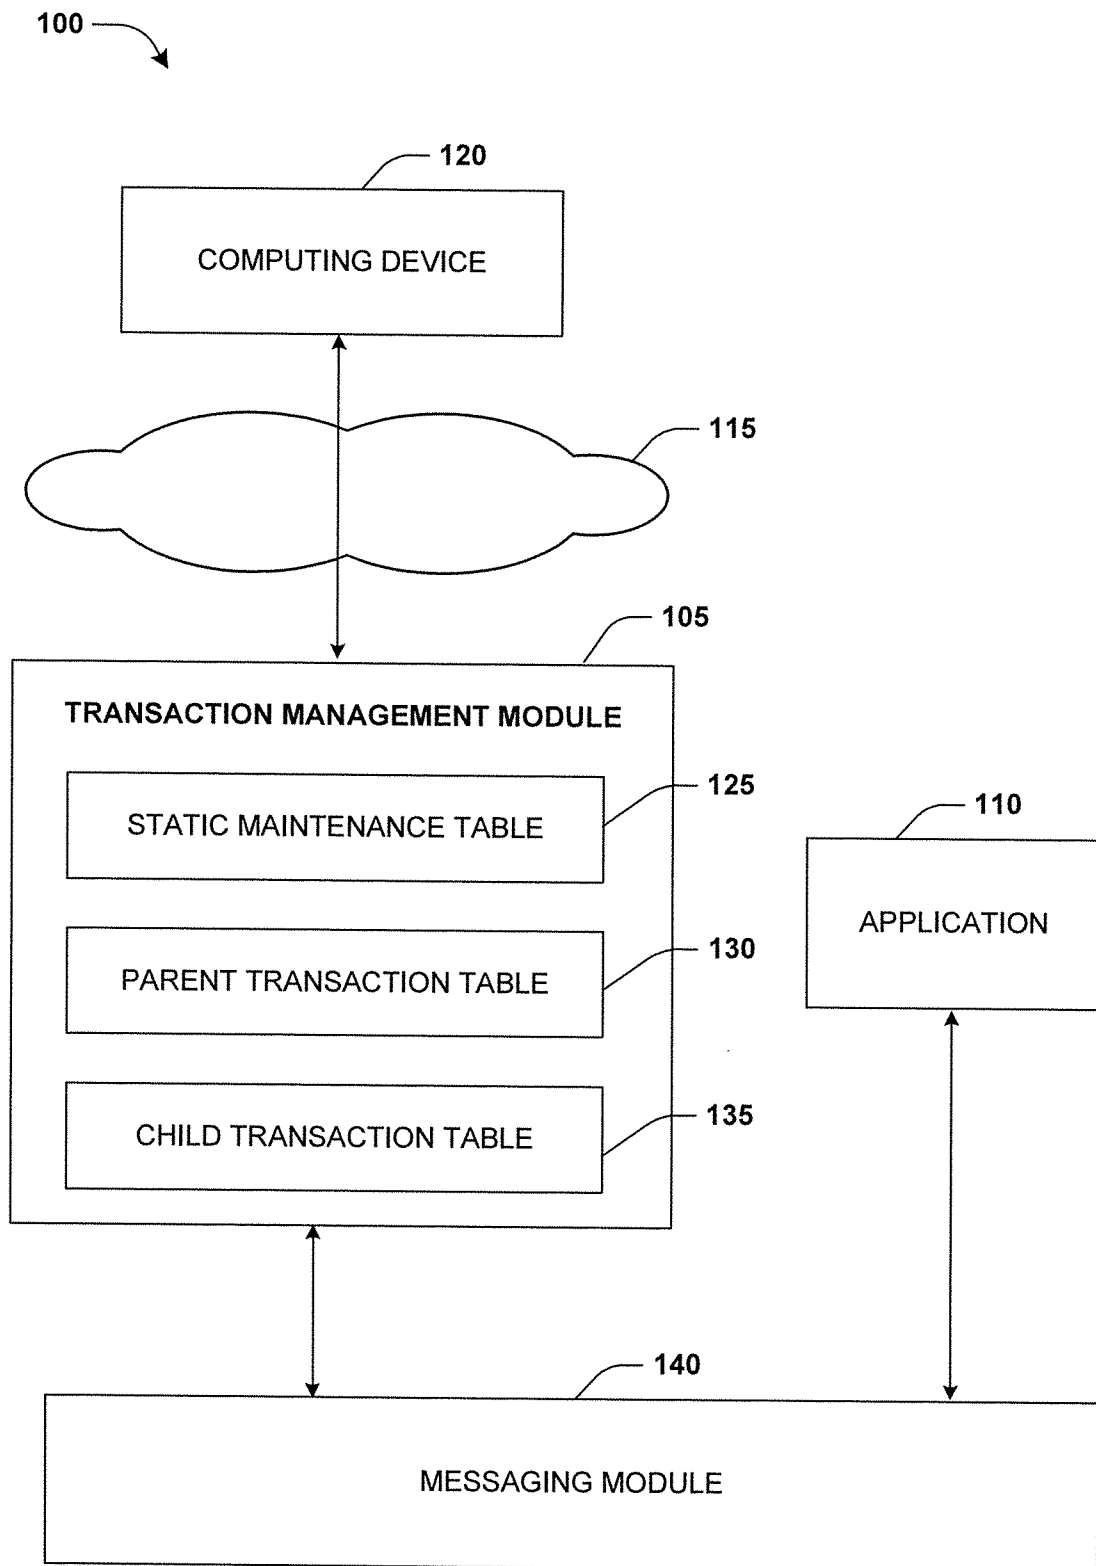 100
120
COMPUTING DEVICE
115
105
TRANSACTION MANAGEMENT MODULE
125
STATIC MAINTENANCE TABLE
110
APPLICATION
130
PARENT TRANSACTION TABLE
135
CHILD TRANSACTION TABLE
140
MESSAGING MODULE